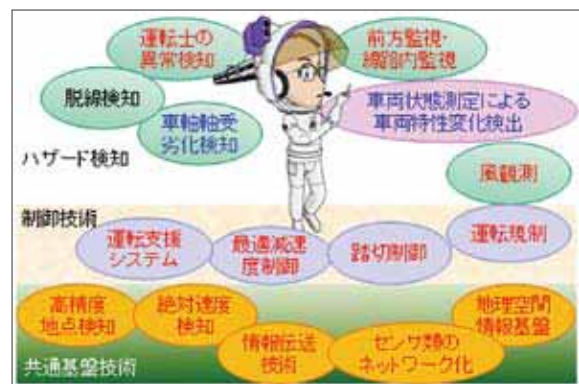 運転士の
異常検知
前方監視・
線路内監視
脱線検知
車軸軸受
劣化検知
車両状態測定による
車両特性変化検出
ハザード検知
風観測
制御技術
運転支援
システム
最適減速
度制御
踏切制御
運転規制
高精度
地点検知
絶対速度
検知
情報伝送
技術
センサ類の
ネットワーク化
地理空間
情報基盤
共通基盤技術